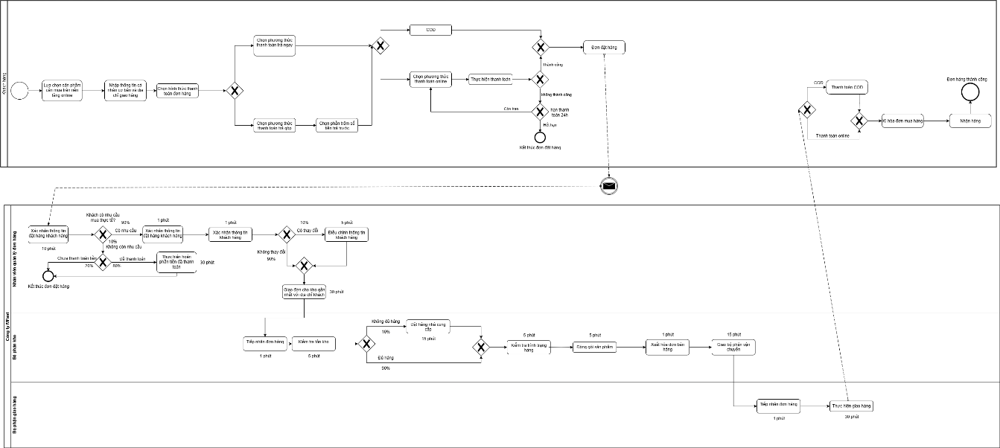 Khách hàng
Lựa chọn sản phẩm
cần mua trên nền
tảng online
Nhập thông tin cá
nhân cơ bản và địa
chỉ giao hàng
Chọn hình thức thanh
toán đơn hàng
Chọn phương thức
thanh toán trả ngay
Chọn phương thức
thanh toán trả góp
Chọn phần trăm số
tiền trả trước
COD
Chọn phương thức
thanh toán online
Thực hiện thanh toán
Thành công
không thành công
Còn hạn
hạn thanh
toán 24h
Hết hạn
Kết thúc đơn đặt hàng
Đơn đặt hàng
COD
Thanh toán COD
Thanh toán online
Kí hóa đơn mua hàng
Nhận hàng
Đơn hàng thành công
Công ty MFast
Nhân viên quản lý đơn hàng
Xác nhận thông tin
đặt hàng khách hàng
10 phút
Khách có nhu cầu
mua thực tế?
90%
Có nhu cầu
10%
Không còn nhu cầu
1 phút
Xác nhận thông tin
đặt hàng khách hàng
1 phút
Xác nhận thông tin
khách hàng
10%
Có thay đổi
5 phút
Điều chỉnh thông tin
khách hàng
Không thay đổi
90%
Chưa thanh toán tiền
20%
Đã thanh toán
80%
Thực hiện hoàn
phần tiền đã thanh
toán
30 phút
Kết thúc đơn đặt hàng
Giao đơn cho kho gần
nhất với địa chỉ khách
30 phút
Bộ phận kho
Tiếp nhận đơn hàng
1 phút
Kiểm tra tồn kho
5 phút
Không đủ hàng
10%
Đặt hàng nhà cung
cấp
15 phút
Đủ hàng
90%
5 phút
Kiểm tra tình trạng
hàng
5 phút
Đóng gói sản phẩm
1 phút
Xuất hóa đơn bán
hàng
15 phút
Giao bộ phận vận
chuyển
Bộ phận giao hàng
Tiếp nhận đơn hàng
1 phút
Thực hiện giao hàng
30 phút